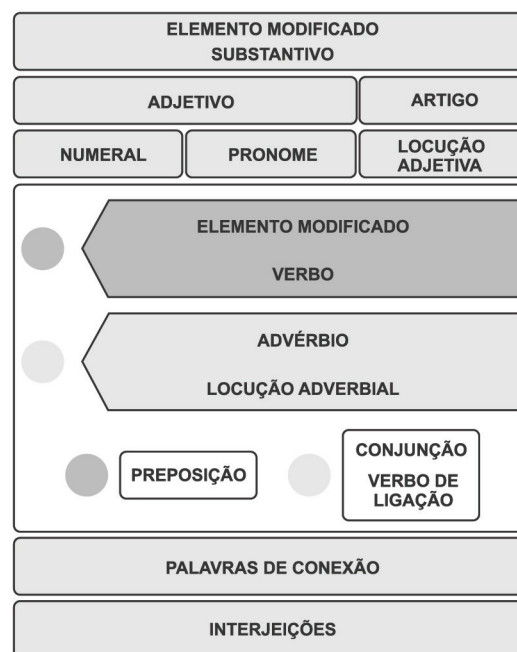 ELEMENTO MODIFICADO
SUBSTANTIVO
ADJETIVO
ARTIGO
NUMERAL
PRONOME
LOCUÇÃO
ADJETIVA
ELEMENTO MODIFICADO
VERBO
ADVÉRBIO
LOCUÇÃO ADVERBIAL
PREPOSIÇÃO
CONJUNÇÃO
VERBO DE
LIGAÇÃO
PALAVRAS DE CONEXÃO
INTERJEIÇÕES